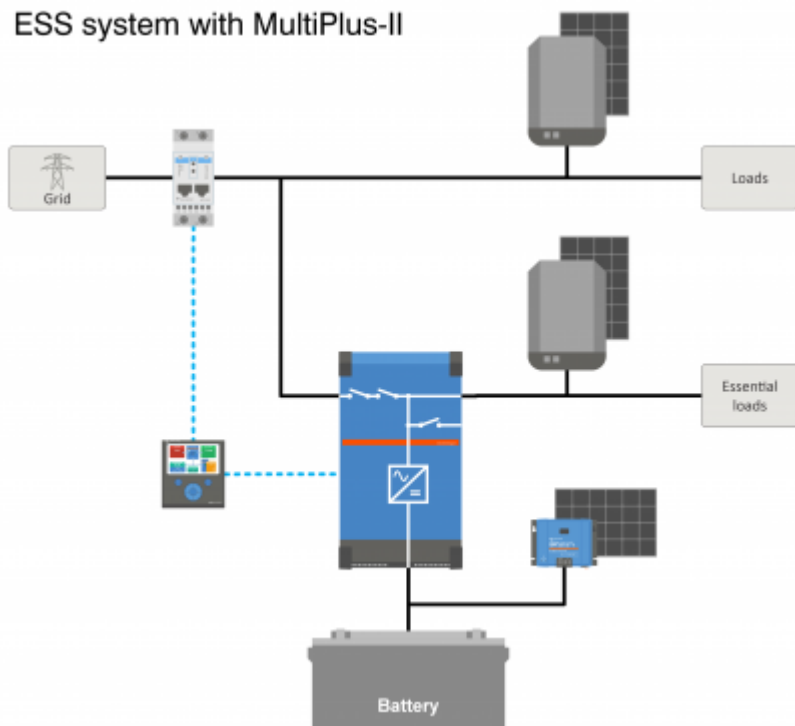 ESS system with MultiPlus-II
Grid
Loads
Essential
loads
Battery